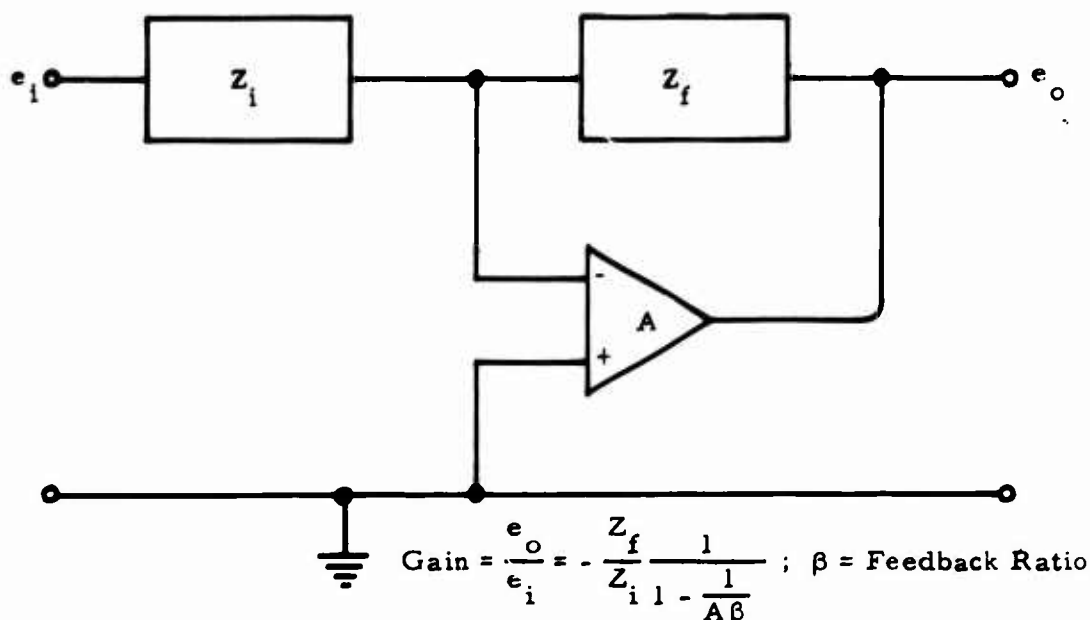 e_i Z_i Z_f e_o
-
A
+
Gain = e_o/e_i = - Z_f/Z_i 1/(1 - 1/(Aβ)) ; β = Feedback Ratio